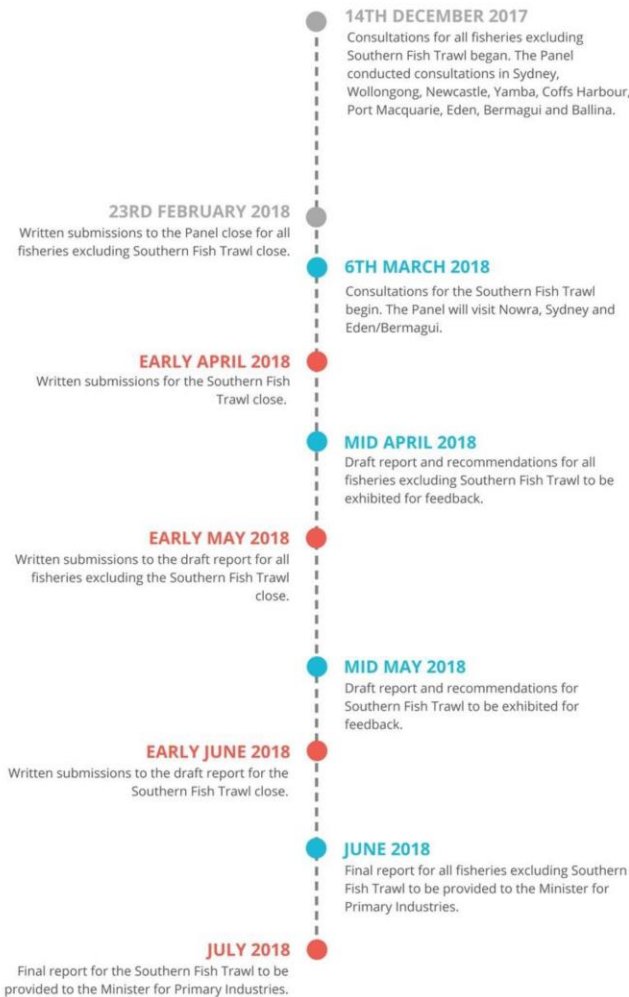 14TH DECEMBER 2017
Consultations for all fisheries excluding
Southern Fish Trawl began. The Panel
conducted consultations in Sydney,
Wollongong, Newcastle, Yamba, Coffs Harbour,
Port Macquarie, Eden, Bermagui and Ballina.
23RD FEBRUARY 2018
Written submissions to the Panel close for all
fisheries excluding Southern Fish Trawl close.
6TH MARCH 2018
Consultations for the Southern Fish Trawl
begin. The Panel will visit Nowra, Sydney and
Eden/Bermagui.
EARLY APRIL 2018
Written submissions for the Southern Fish
Trawl close.
MID APRIL 2018
Draft report and recommendations for all
fisheries excluding Southern Fish Trawl to be
exhibited for feedback.
EARLY MAY 2018
Written submissions to the draft report for all
fisheries excluding the Southern Fish Trawl
close.
MID MAY 2018
Draft report and recommendations for
Southern Fish Trawl to be exhibited for
feedback.
EARLY JUNE 2018
Written submissions to the draft report for the
Southern Fish Trawl close.
JUNE 2018
Final report for all fisheries excluding Southern
Fish Trawl to be provided to the Minister for
Primary Industries.
JULY 2018
Final report for the Southern Fish Trawl to be
provided to the Minister for Primary Industries.